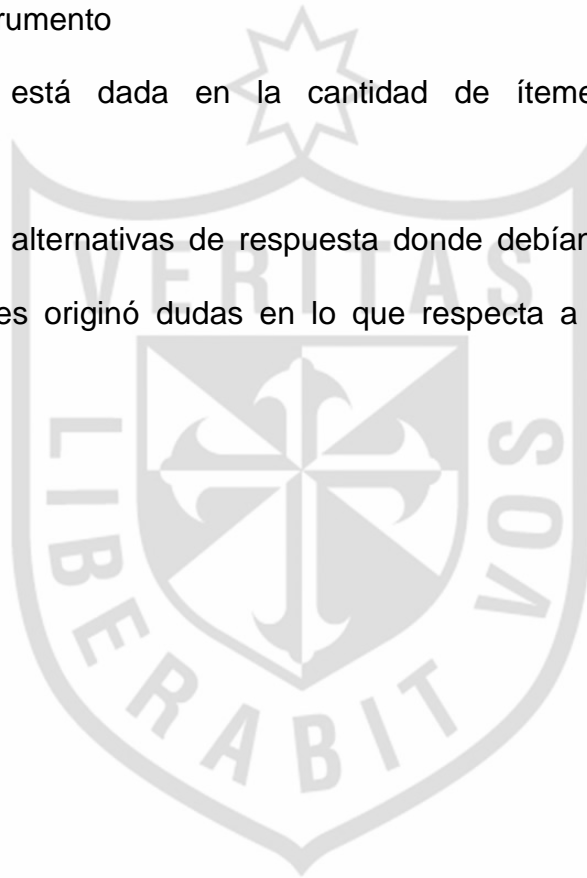 rumento
está dada en la cantidad de íteme
alternativas de respuesta donde debían
es originó dudas en lo que respecta a
VERITAS
LIBERABIT VOS